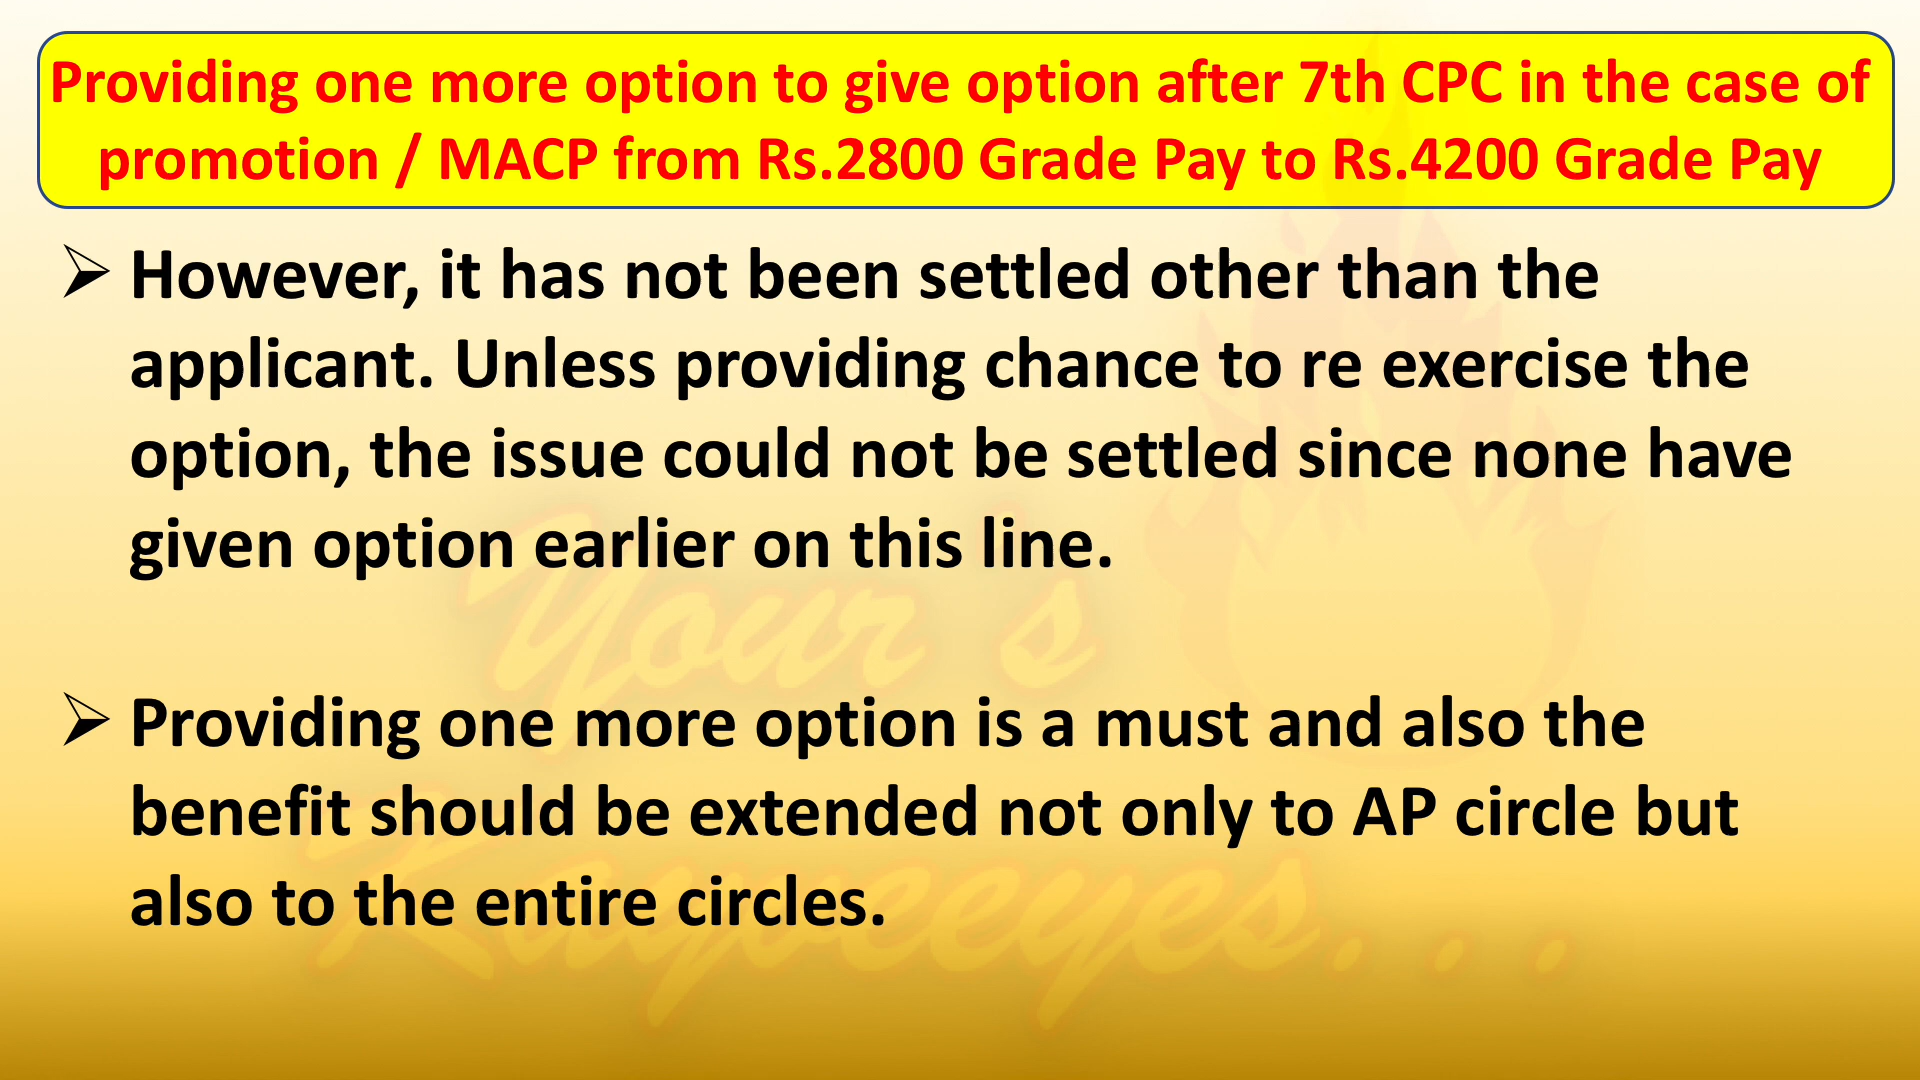 Providing one more option to give option after 7th CPC in the case of
promotion / MACP from Rs.2800 Grade Pay to Rs.4200 Grade Pay
➢ However, it has not been settled other than the
applicant. Unless providing chance to re exercise the
option, the issue could not be settled since none have
given option earlier on this line.
➢ Providing one more option is a must and also the
benefit should be extended not only to AP circle but
also to the entire circles.
Your's
Kayveeyes. . .